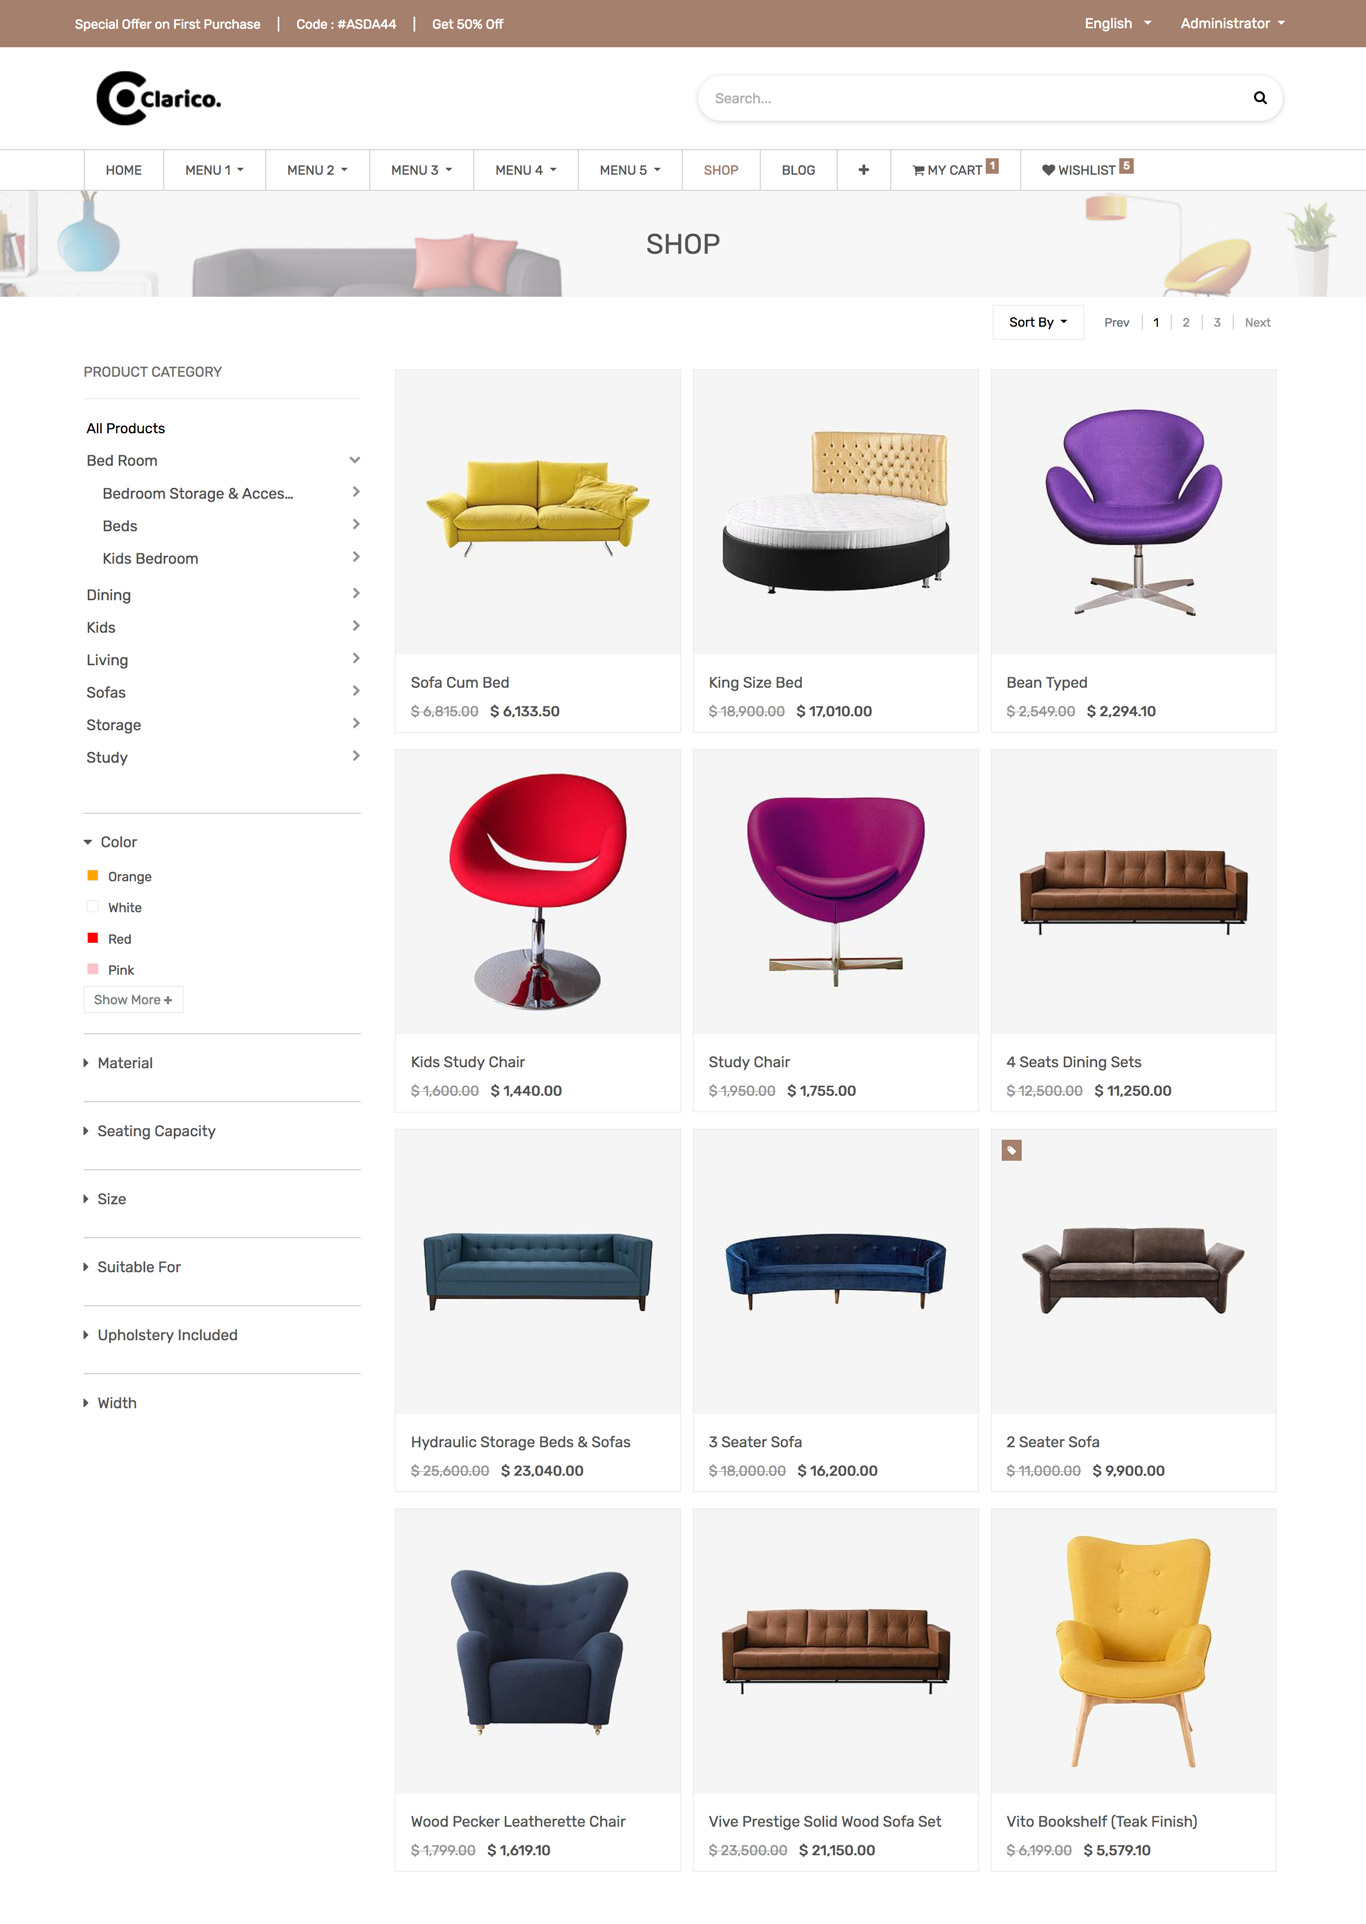 Special Offer on First Purchase | Code : #ASDA44 | Get 50% Off
English
Administrator
Clarico.
Search...
HOME
MENU 1
MENU 2
MENU 3
MENU 4
MENU 5
SHOP
BLOG
MY CART 1
WISHLIST 5
SHOP
Sort By
Prev | 1 | 2 | 3 | Next
PRODUCT CATEGORY
All Products
Bed Room
Bedroom Storage & Acces...
Beds
Kids Bedroom
Dining
Kids
Living
Sofas
Storage
Study
Color
Orange
White
Red
Pink
Show More +
Material
Seating Capacity
Size
Suitable For
Upholstery Included
Width
Sofa Cum Bed
$ 6,815.00 $ 6,133.50
King Size Bed
$ 18,900.00 $ 17,010.00
Bean Typed
$ 2,549.00 $ 2,294.10
Kids Study Chair
$ 1,600.00 $ 1,440.00
Study Chair
$ 1,950.00 $ 1,755.00
4 Seats Dining Sets
$ 12,500.00 $ 11,250.00
Hydraulic Storage Beds & Sofas
$ 25,600.00 $ 23,040.00
3 Seater Sofa
$ 18,000.00 $ 16,200.00
2 Seater Sofa
$ 11,000.00 $ 9,900.00
Wood Pecker Leatherette Chair
$ 1,799.00 $ 1,619.10
Vive Prestige Solid Wood Sofa Set
$ 23,500.00 $ 21,150.00
Vito Bookshelf (Teak Finish)
$ 6,199.00 $ 5,579.10